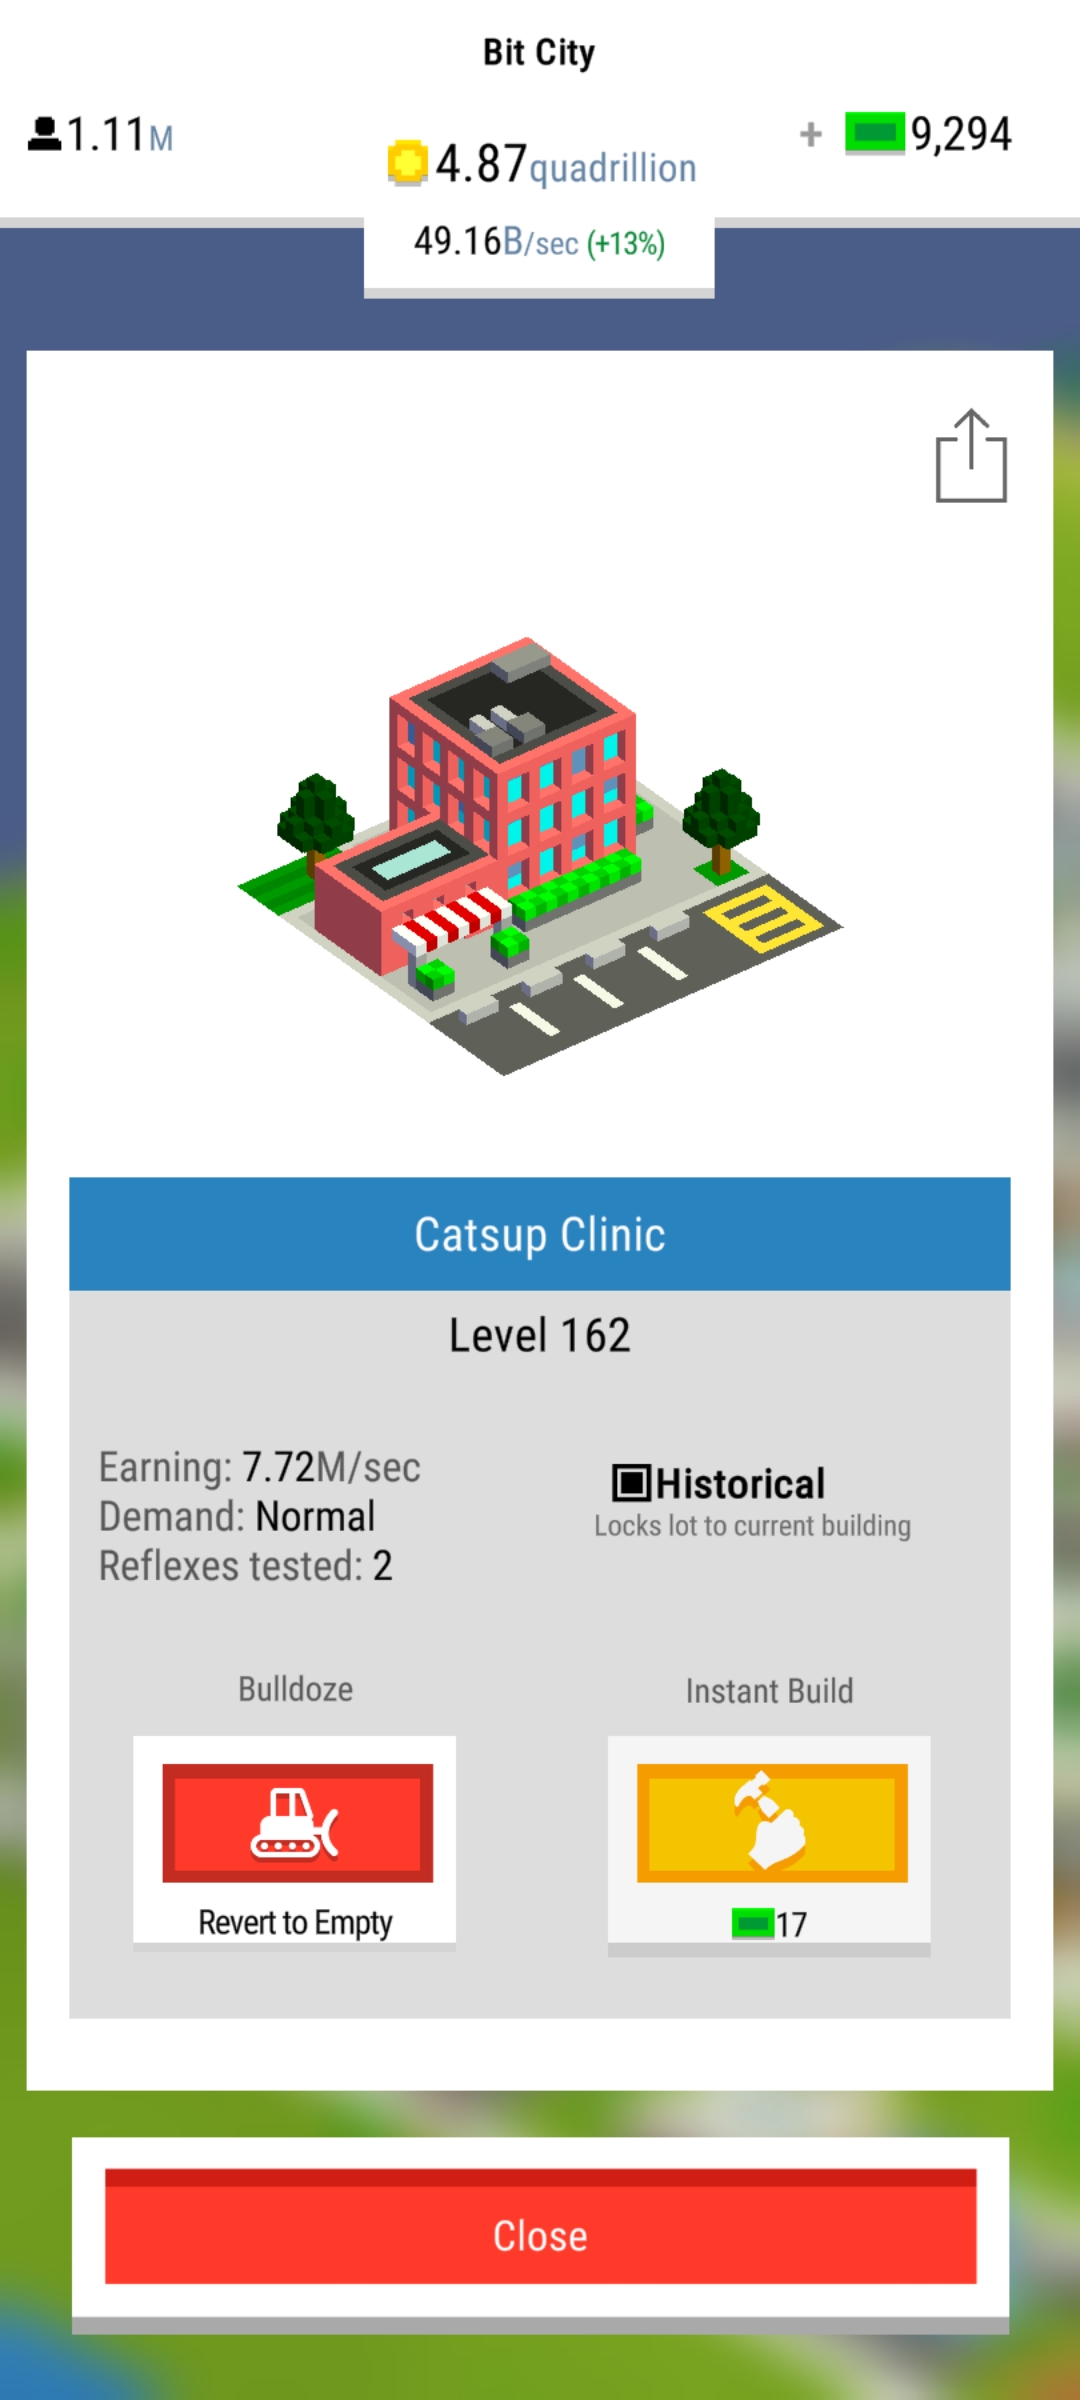 Bit City
1.11M
4.87quadrillion
+ 9,294
49.16B/sec (+13%)
Catsup Clinic
Level 162
Earning: 7.72M/sec
Demand: Normal
Reflexes tested: 2
Historical
Locks lot to current building
Bulldoze
Instant Build
Revert to Empty
17
Close